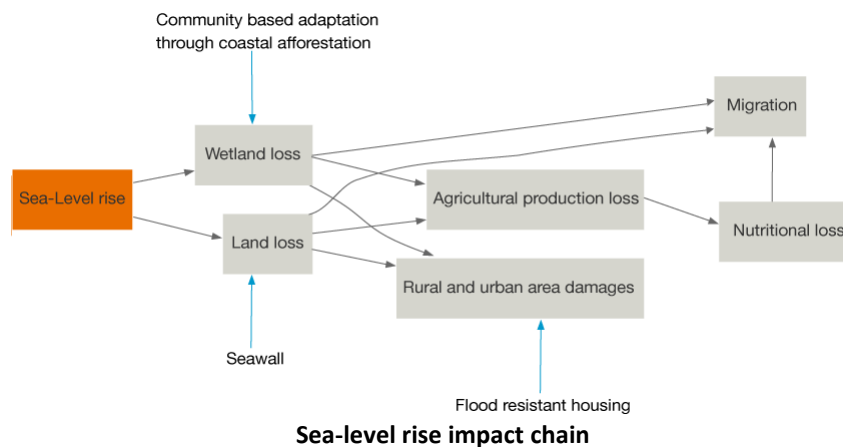 Community based adaptation
through coastal afforestation
Migration
Wetland loss
Sea-Level rise
Agricultural production loss
Land loss
Nutritional loss
Rural and urban area damages
Seawall
Flood resistant housing
Sea-level rise impact chain